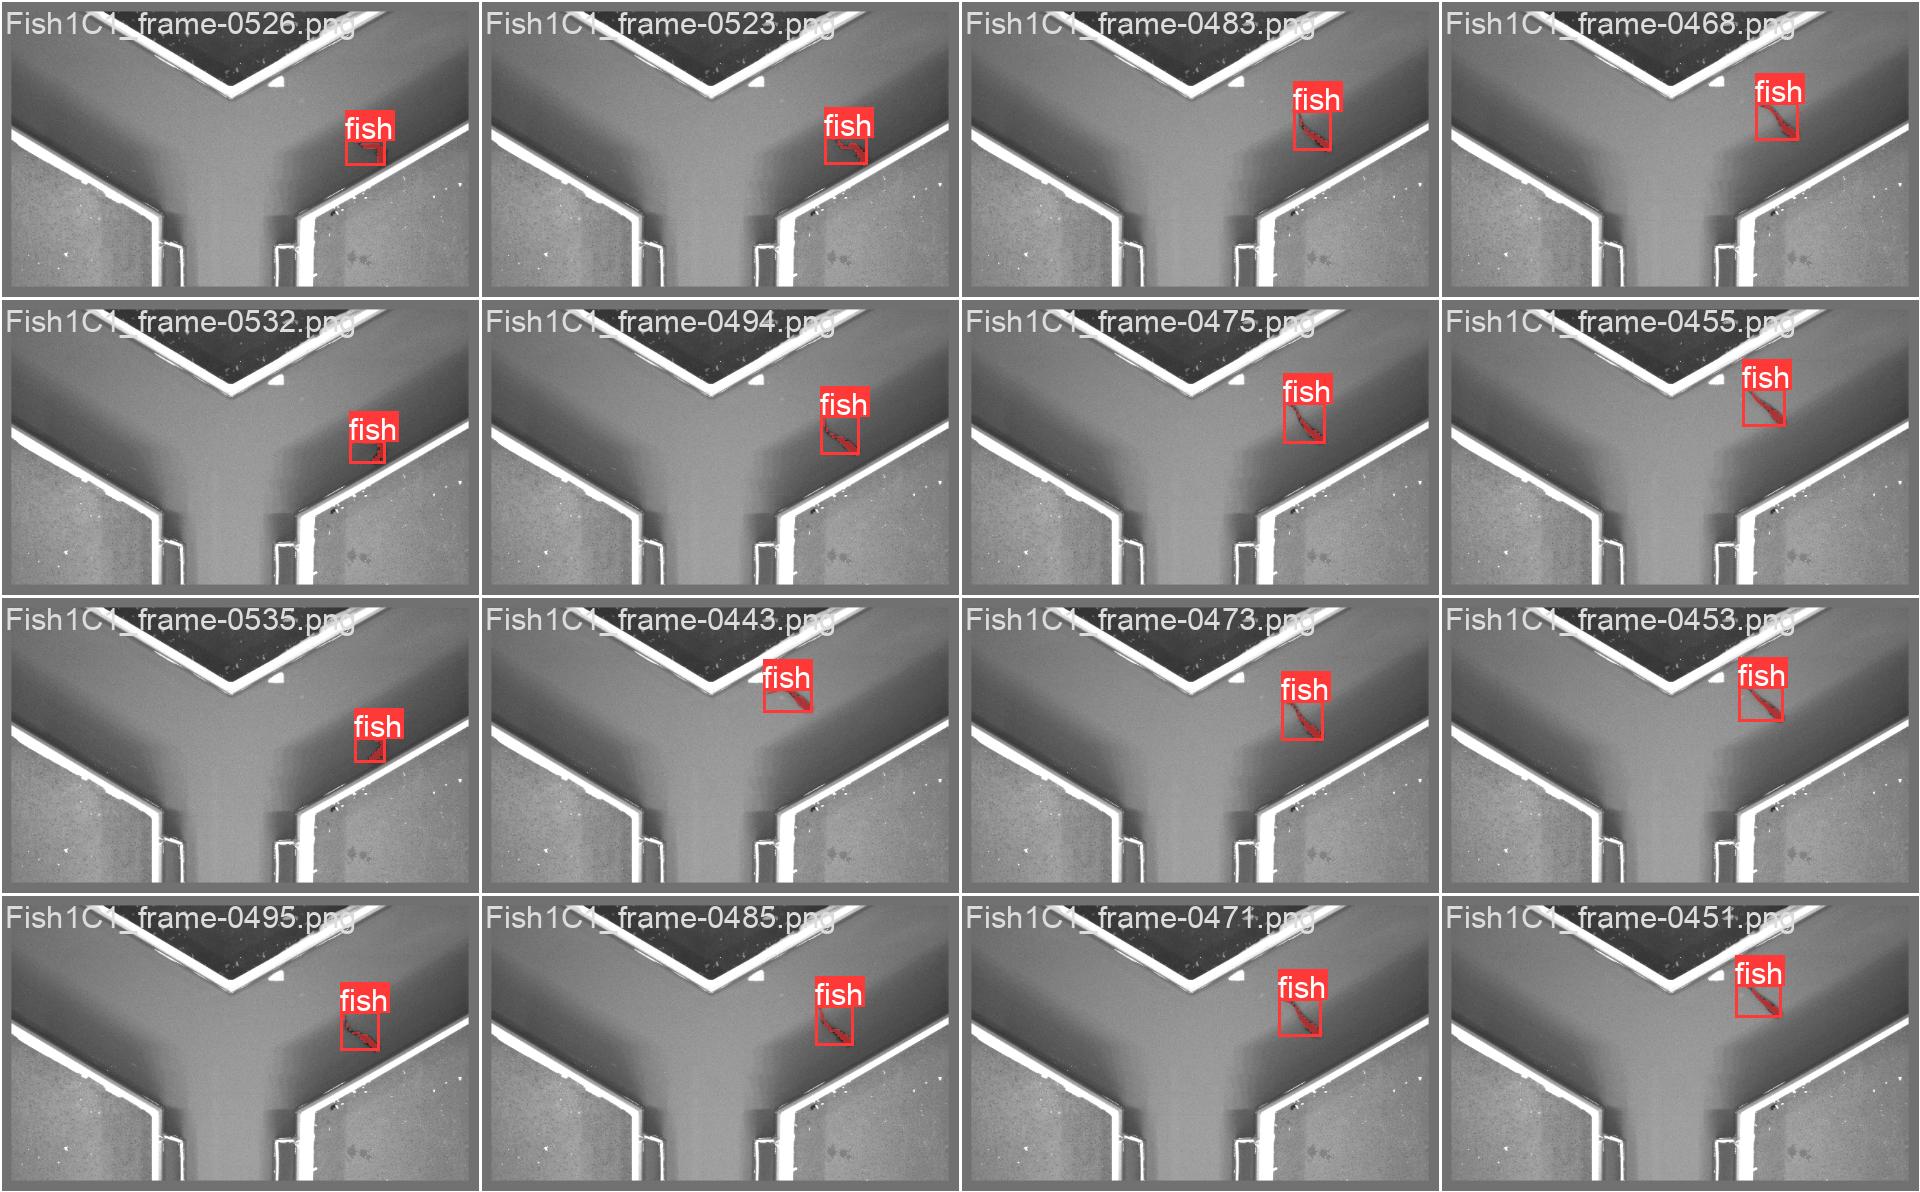 Fish1C1_frame-0526.png
fish
Fish1C1_frame-0523.png
fish
Fish1C1_frame-0483.png
fish
Fish1C1_frame-0468.png
fish
Fish1C1_frame-0532.png
fish
Fish1C1_frame-0494.png
fish
Fish1C1_frame-0475.png
fish
Fish1C1_frame-0455.png
fish
Fish1C1_frame-0535.png
fish
Fish1C1_frame-0443.png
fish
Fish1C1_frame-0473.png
fish
Fish1C1_frame-0453.png
fish
Fish1C1_frame-0495.png
fish
Fish1C1_frame-0485.png
fish
Fish1C1_frame-0471.png
fish
Fish1C1_frame-0451.png
fish